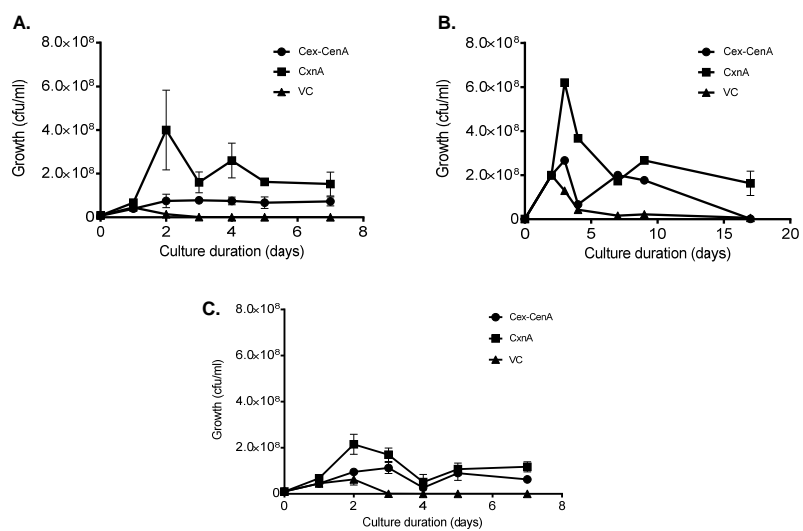 A.
8.0×10⁸
6.0×10⁸
4.0×10⁸
2.0×10⁸
0
Growth (cfu/ml)
0 2 4 6 8
Culture duration (days)
Cex-CenA
CxnA
VC
B.
8.0×10⁸
6.0×10⁸
4.0×10⁸
2.0×10⁸
0
Growth (cfu/ml)
0 5 10 15 20
Culture duration (days)
Cex-CenA
CxnA
VC
C.
8.0×10⁸
6.0×10⁸
4.0×10⁸
2.0×10⁸
0
Growth (cfu/ml)
0 2 4 6 8
Culture duration (days)
Cex-CenA
CxnA
VC